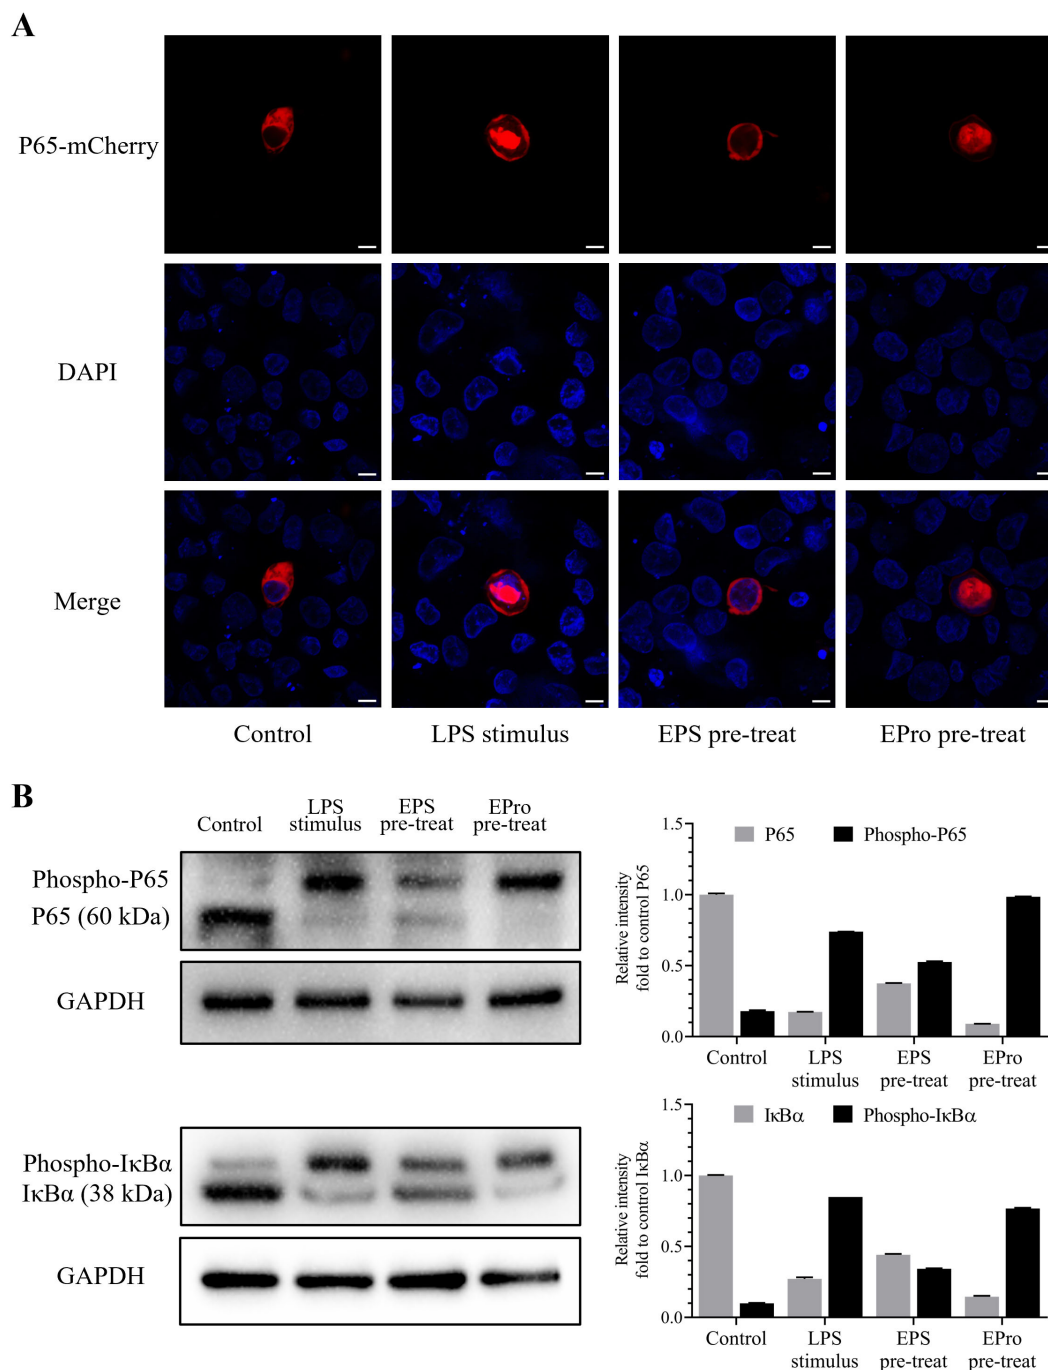 A
P65-mCherry
DAPI
Merge
Control
LPS stimulus
EPS pre-treat
EPro pre-treat
B
Control
LPS
stimulus
EPS
pre-treat
EPro
pre-treat
Phospho-P65
P65 (60 kDa)
GAPDH
P65
Phospho-P65
Relative intensity
fold to control P65
1.5
1.0
0.5
0.0
Control
LPS
stimulus
EPS
pre-treat
EPro
pre-treat
Phospho-IκBα
IκBα (38 kDa)
GAPDH
IκBα
Phospho-IκBα
Relative intensity
fold to control IκBα
1.5
1.0
0.5
0.0
Control
LPS
stimulus
EPS
pre-treat
EPro
pre-treat